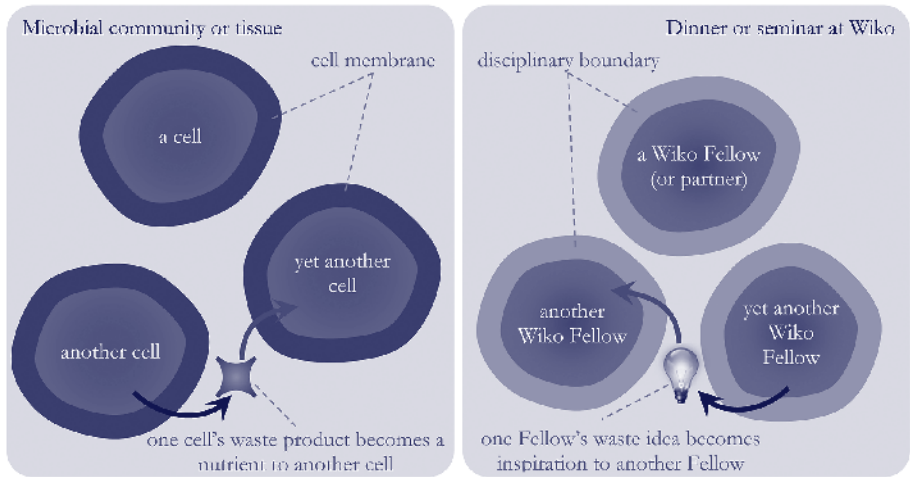 Microbial community or tissue
cell membrane
a cell
yet another
cell
another cell
one cell's waste product becomes a
nutrient to another cell
Dinner or seminar at Wiko
disciplinary boundary
a Wiko Fellow
(or partner)
another
Wiko Fellow
yet another
Wiko
Fellow
one Fellow's waste idea becomes
inspiration to another Fellow